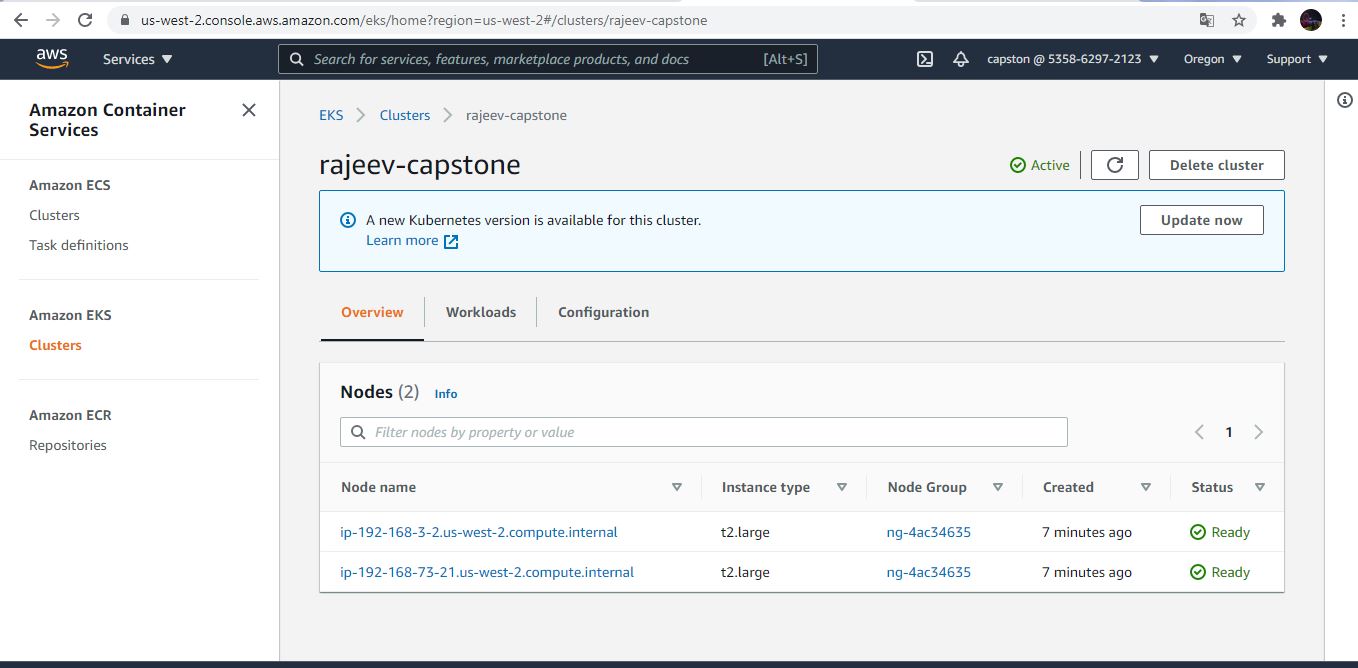 us-west-2.console.aws.amazon.com/eks/home?region=us-west-2#/clusters/rajeev-capstone
aws
Services
Search for services, features, marketplace products, and docs
[Alt+S]
capston @ 5358-6297-2123
Oregon
Support
Amazon Container
Services
Amazon ECS
Clusters
Task definitions
Amazon EKS
Clusters
Amazon ECR
Repositories
EKS
Clusters
rajeev-capstone
rajeev-capstone
Active
Delete cluster
A new Kubernetes version is available for this cluster.
Learn more
Update now
Overview
Workloads
Configuration
Nodes (2) Info
Filter nodes by property or value
1
Node name Instance type Node Group Created Status
ip-192-168-3-2.us-west-2.compute.internal t2.large ng-4ac34635 7 minutes ago Ready
ip-192-168-73-21.us-west-2.compute.internal t2.large ng-4ac34635 7 minutes ago Ready